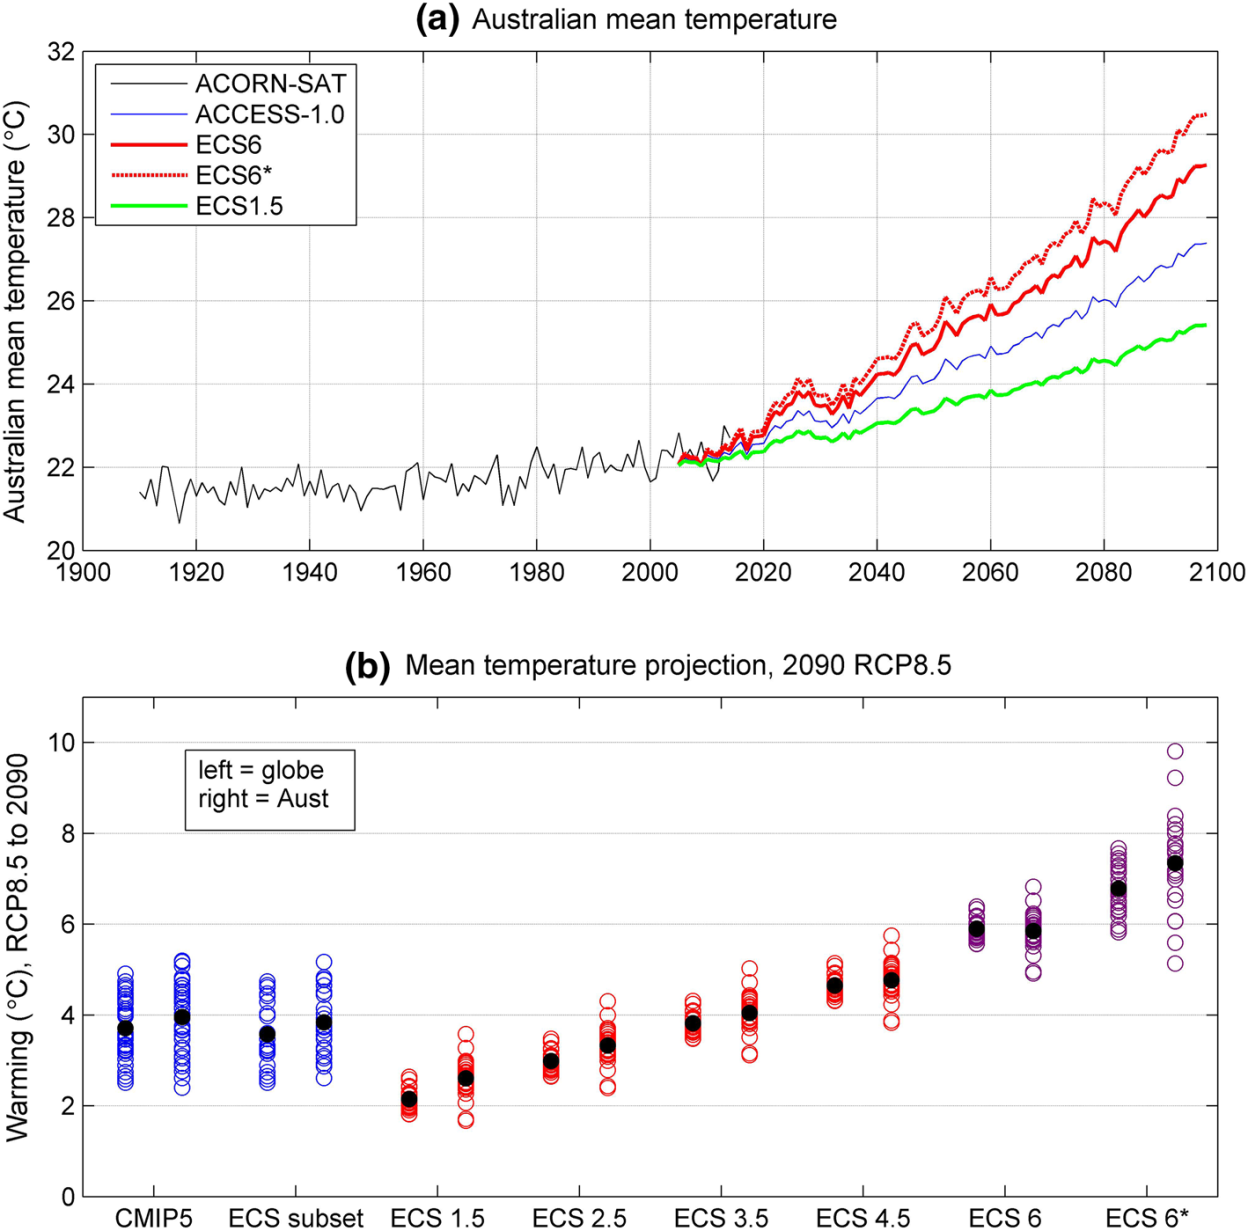 (a) Australian mean temperature
Australian mean temperature (°C)
32
30
28
26
24
22
20
ACORN-SAT
ACCESS-1.0
ECS6
ECS6*
ECS1.5
1900 1920 1940 1960 1980 2000 2020 2040 2060 2080 2100
(b) Mean temperature projection, 2090 RCP8.5
Warming (°C), RCP8.5 to 2090
10
8
6
4
2
0
left = globe
right = Aust
CMIP5 ECS subset ECS 1.5 ECS 2.5 ECS 3.5 ECS 4.5 ECS 6 ECS 6*